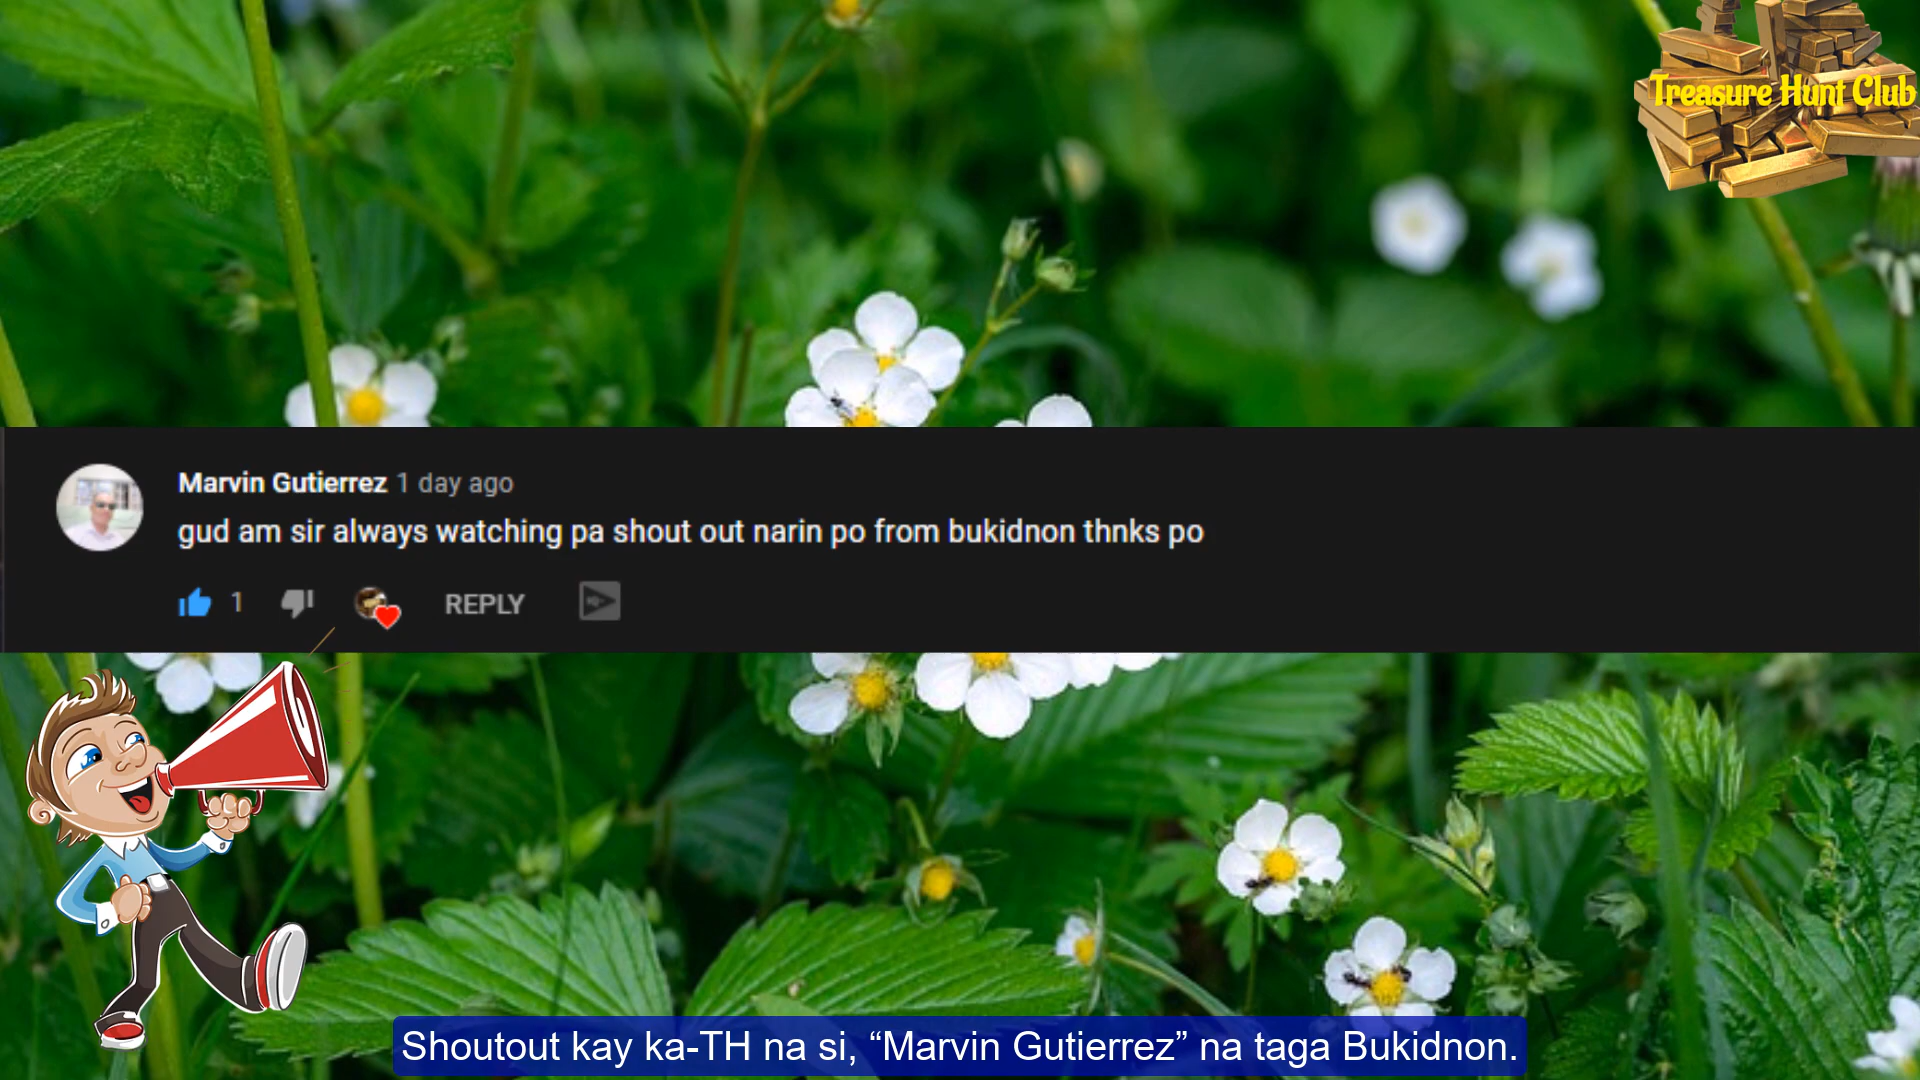 Treasure Hunt Club
Marvin Gutierrez 1 day ago
gud am sir always watching pa shout out narin po from bukidnon thnks po
1
REPLY
Shoutout kay ka-TH na si, “Marvin Gutierrez” na taga Bukidnon.